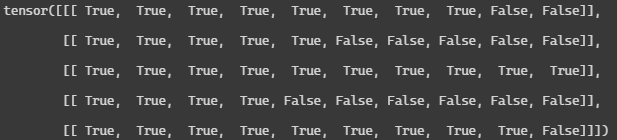 tensor([[[ True,  True,  True,  True,  True,  True,  True,  True, False, False]],
        [[ True,  True,  True,  True,  True, False, False, False, False, False]],
        [[ True,  True,  True,  True,  True,  True,  True,  True,  True,  True]],
        [[ True,  True,  True,  True, False, False, False, False, False, False]],
        [[ True,  True,  True,  True,  True,  True,  True,  True,  True, False]]])